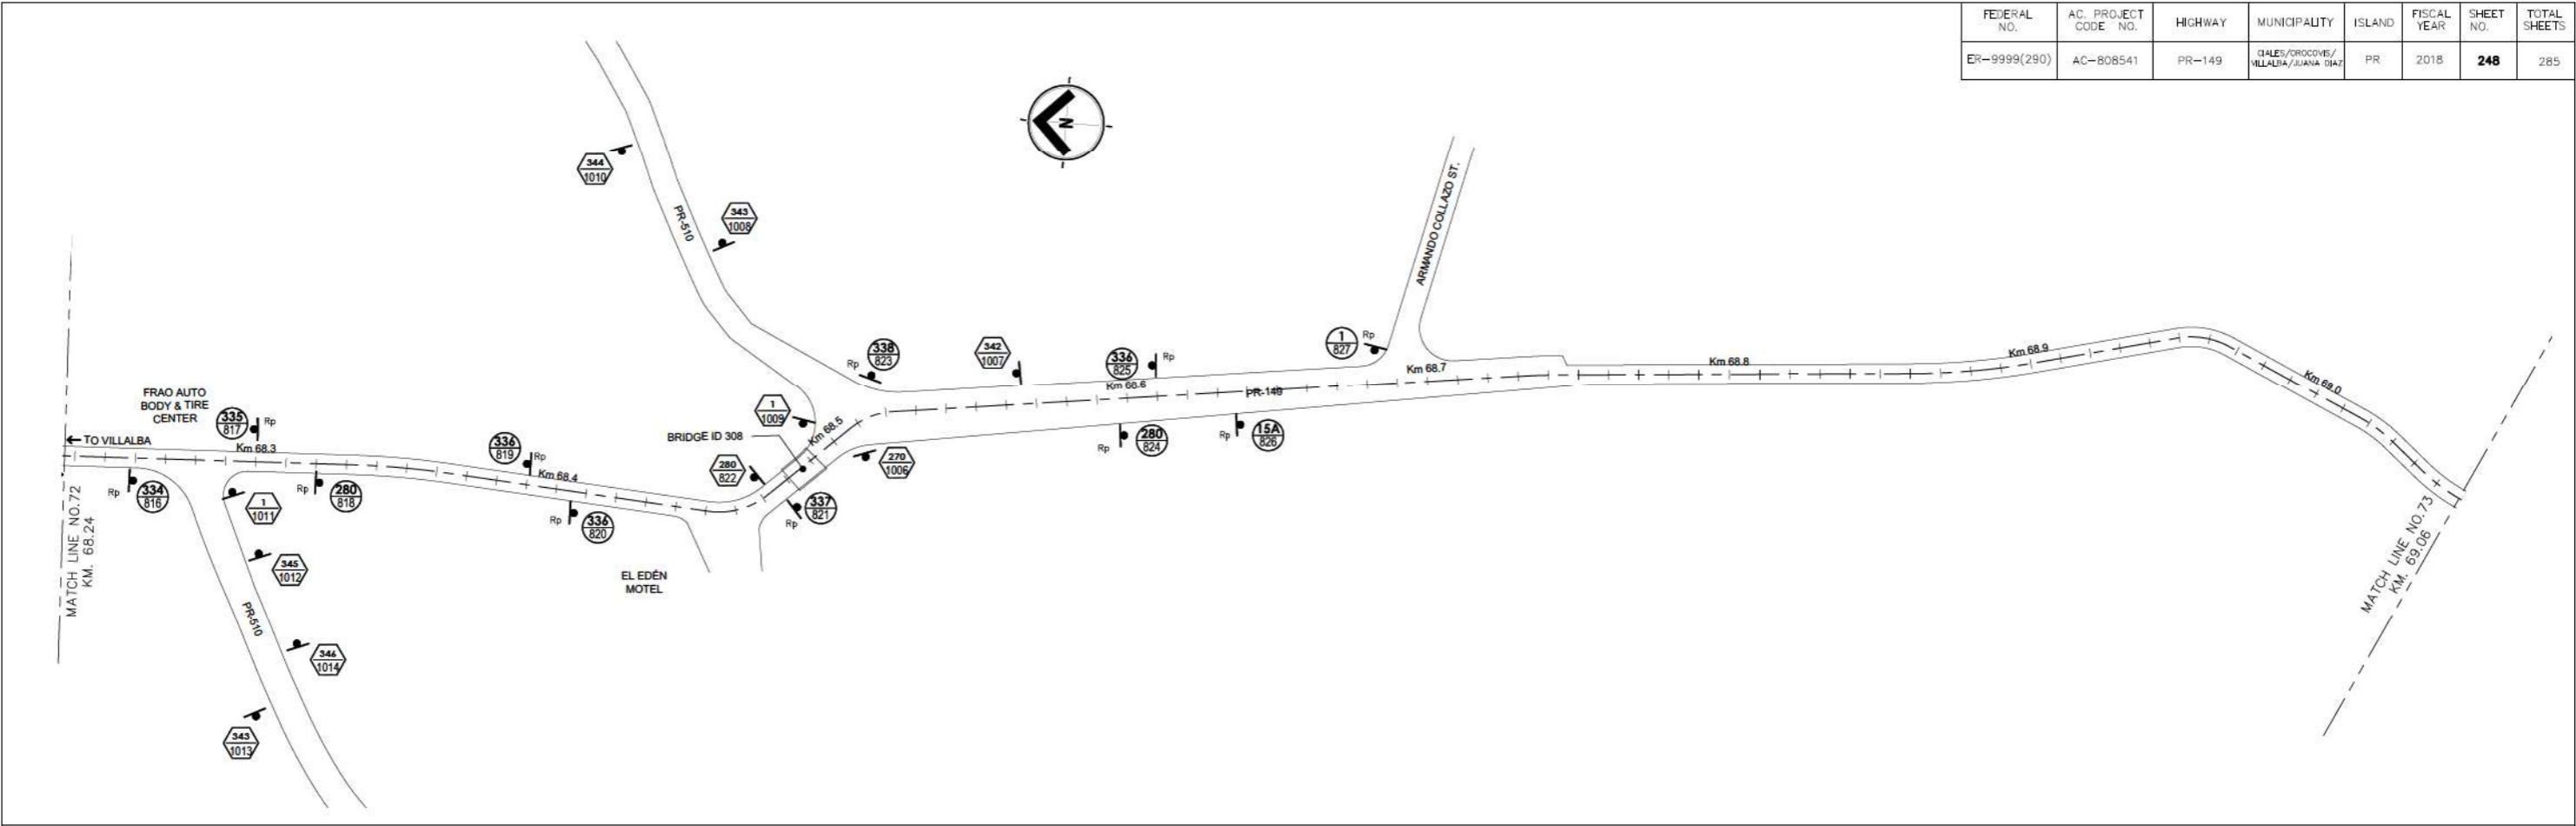 FEDERAL NO.
AC. PROJECT CODE NO.
HIGHWAY
MUNICIPALITY
ISLAND
FISCAL YEAR
SHEET NO.
TOTAL SHEETS
ER-9999(290)
AC-808541
PR-149
CIALES/OROCOVIS/
VILLALBA/JUANA DIAZ
PR
2018
248
285
N
344
1010
PR-510
343
1008
ARMANDO COLLAZO ST.
338
823
Rp
342
1007
336
825
Rp
1
827
Rp
Km 68.6
PR-149
Km 68.7
Km 68.8
Km 68.9
Km 69.0
FRAO AUTO
BODY & TIRE
CENTER
335
817
Rp
1
1009
Km 68.5
BRIDGE ID 308
← TO VILLALBA
Km 68.3
336
819
Rp
Km 68.4
280
822
270
1006
280
824
Rp
15A
826
Rp
MATCH LINE NO.72
KM. 68.24
Rp
334
816
1
1011
Rp
280
818
Rp
336
820
337
821
Rp
345
1012
EL EDÉN
MOTEL
PR-510
346
1014
343
1013
MATCH LINE NO.73
KM. 69.06